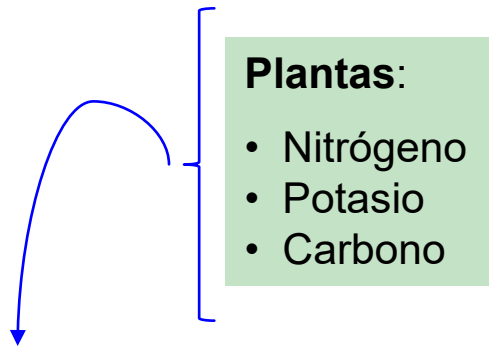 Plantas:
• Nitrógeno
• Potasio
• Carbono